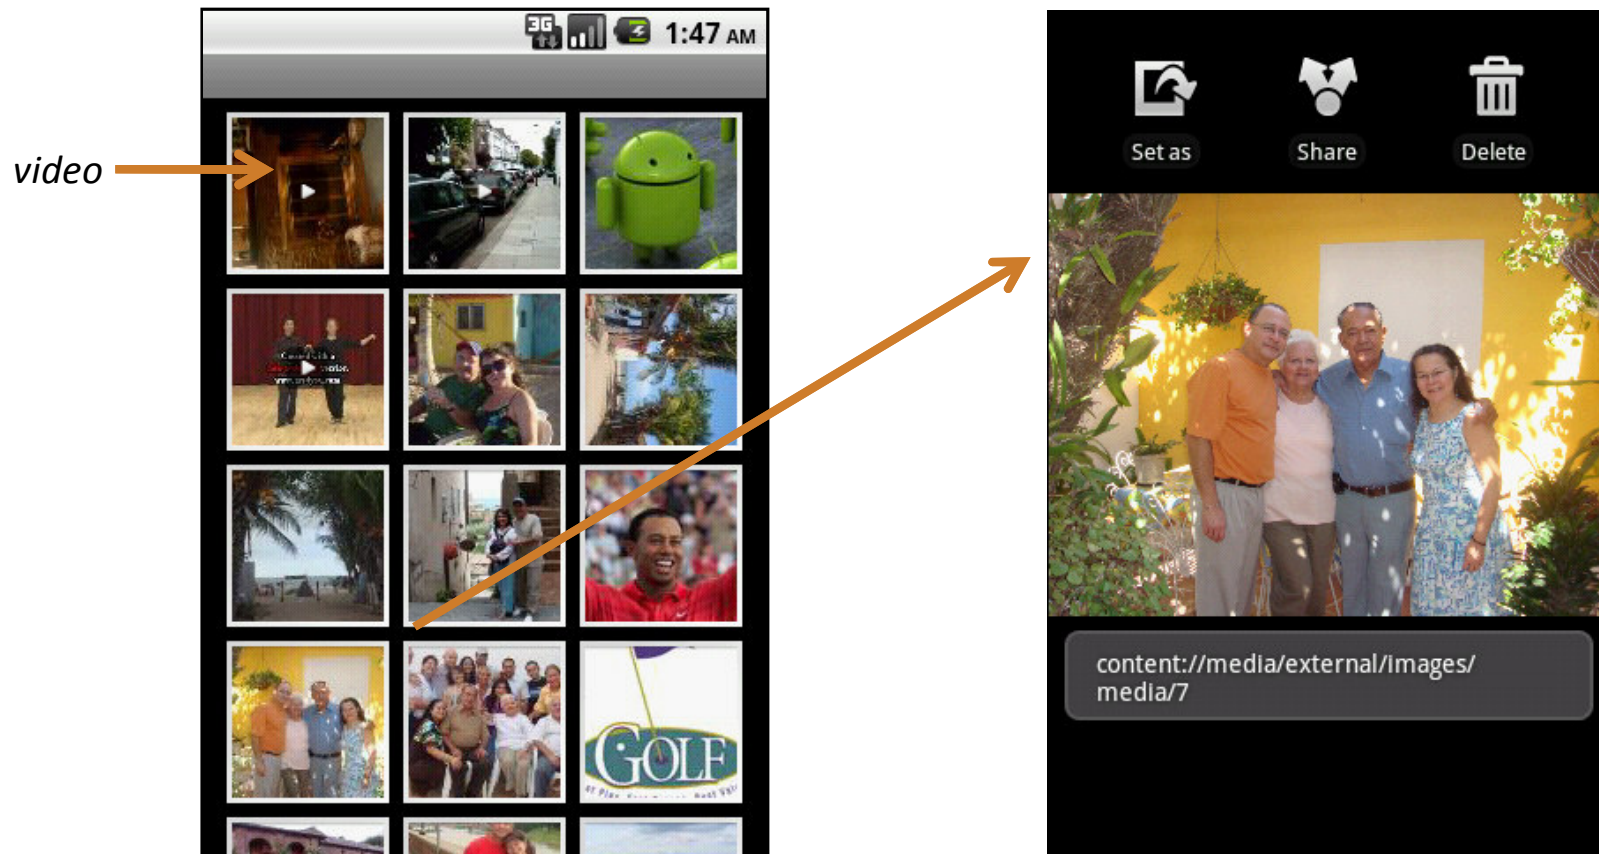 3G
1:47 AM
video
Set as
Share
Delete
GOLF
content://media/external/images/
media/7